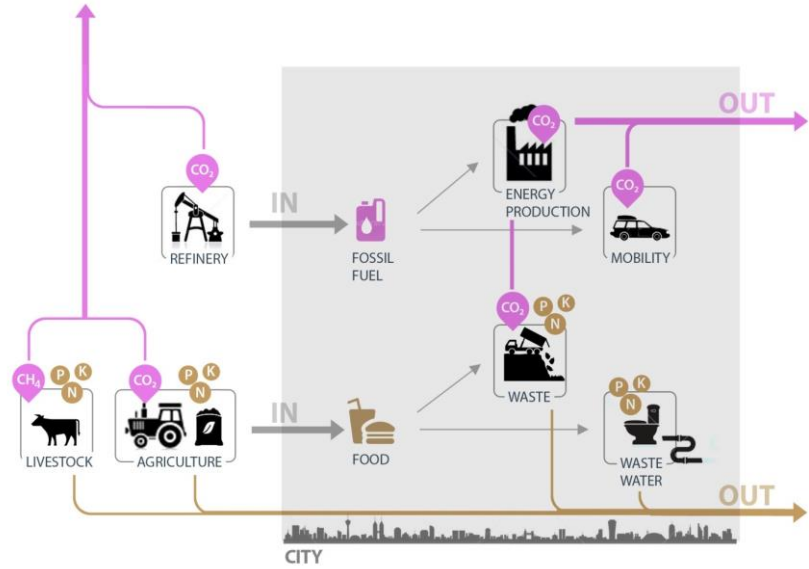 OUT
CO₂
CO₂
CO₂
IN
REFINERY
FOSSIL
FUEL
ENERGY
PRODUCTION
MOBILITY
CO₂
P
K
N
CH₄
P
K
N
CO₂
P
K
N
IN
LIVESTOCK
AGRICULTURE
FOOD
WASTE
P
K
N
WASTE
WATER
OUT
CITY